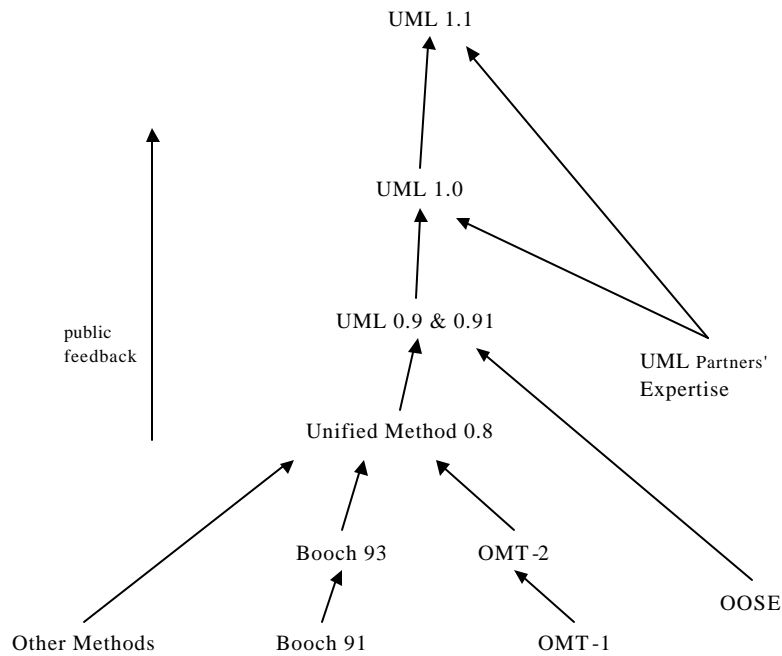 UML 1.1
UML 1.0
UML 0.9 & 0.91
public
feedback
UML Partners'
Expertise
Unified Method 0.8
Booch 93
OMT-2
OOSE
Other Methods
Booch 91
OMT-1